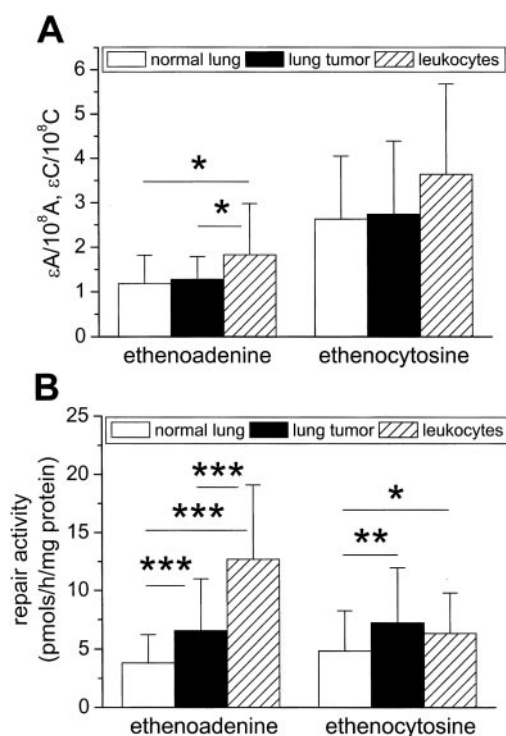 A
normal lung lung tumor leukocytes
εA/10⁸A, εC/10⁸C
6
5
4
3
2
1
0
*
*
ethenoadenine ethenocytosine
B
normal lung lung tumor leukocytes
repair activity
(pmols/h/mg protein)
25
20
15
10
5
0
***
***
***
*
**
ethenoadenine ethenocytosine